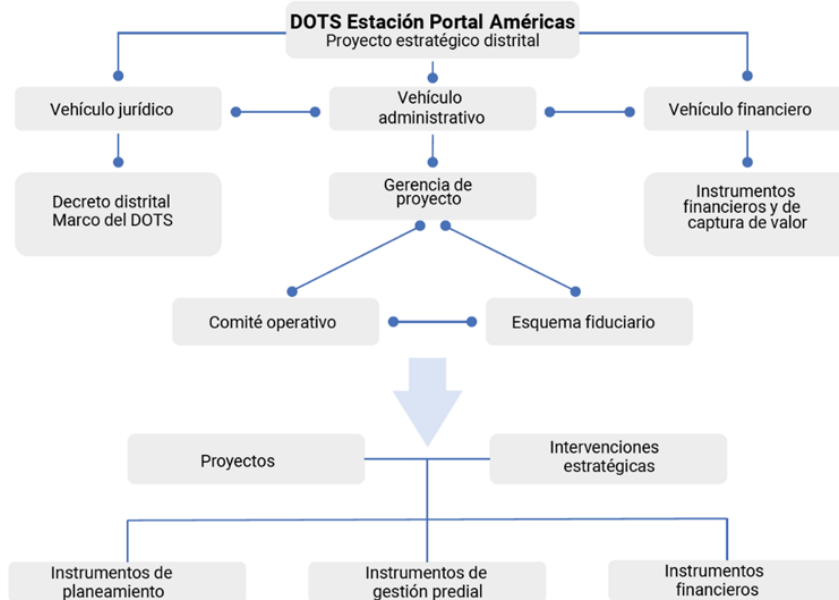 DOTS Estación Portal Américas
Proyecto estratégico distrital
Vehículo jurídico
Vehículo
administrativo
Vehículo financiero
Decreto distrital
Marco del DOTS
Gerencia de
proyecto
Instrumentos
financieros y de
captura de valor
Comité operativo
Esquema fiduciario
Proyectos
Intervenciones
estratégicas
Instrumentos de
planeamiento
Instrumentos de
gestión predial
Instrumentos
financieros